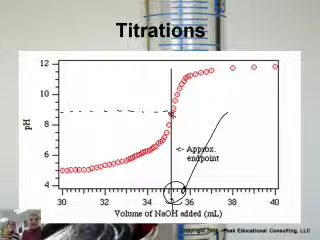 Titrations
12
10
pH
8
6
4
<- Approx.
endpoint
30
32
34
36
38
40
Volume of NaOH added (mL)
Peak Educational Consulting, LLC